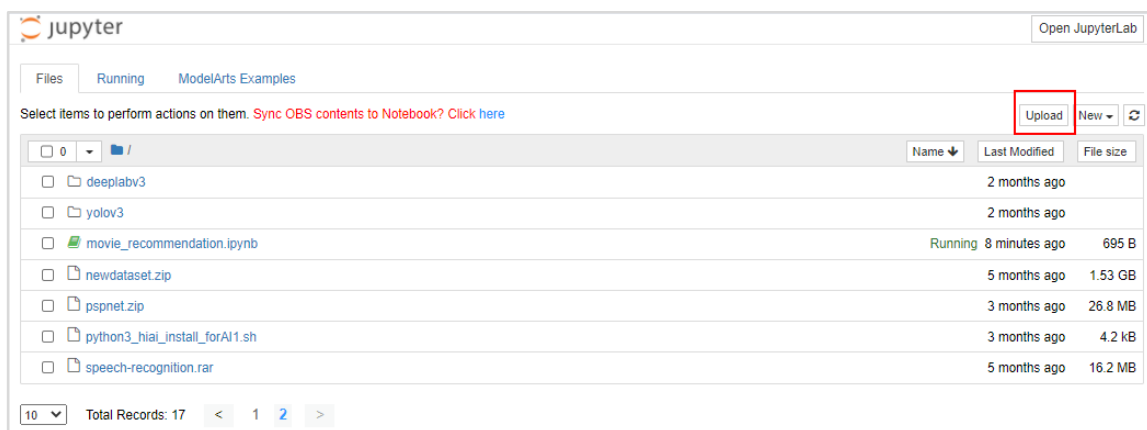 jupyter Open JupyterLab
Files Running ModelArts Examples
Select items to perform actions on them. Sync OBS contents to Notebook? Click here Upload New
0 / Name Last Modified File size
deeplabv3 2 months ago
yolov3 2 months ago
movie_recommendation.ipynb Running 8 minutes ago 695 B
newdataset.zip 5 months ago 1.53 GB
pspnet.zip 3 months ago 26.8 MB
python3_hiai_install_forAI1.sh 3 months ago 4.2 kB
speech-recognition.rar 5 months ago 16.2 MB
10 Total Records: 17 < 1 2 >